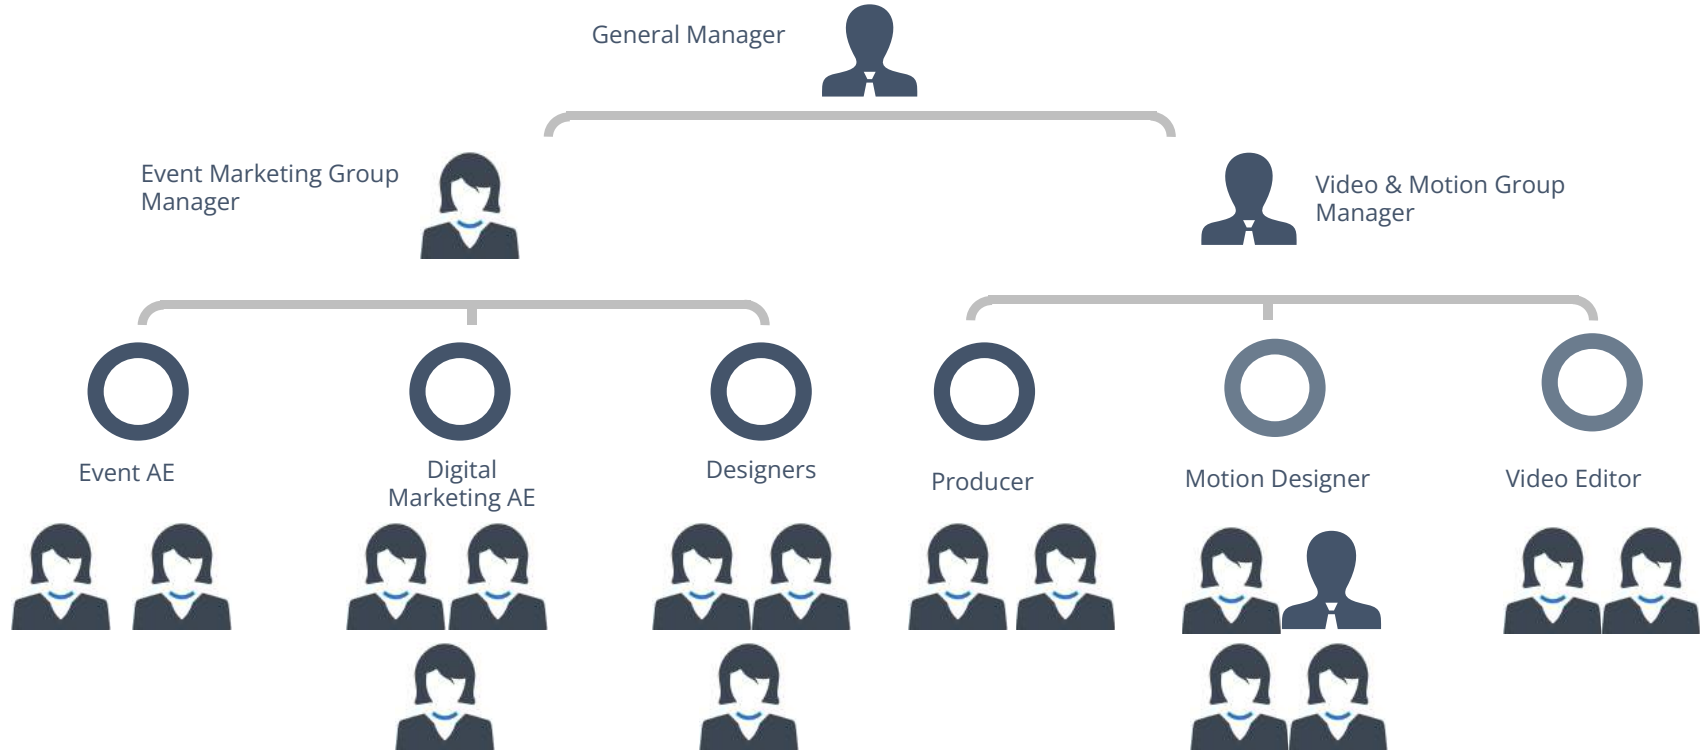 General Manager
Event Marketing Group
Manager
Video & Motion Group
Manager
Event AE
Digital
Marketing AE
Designers
Producer
Motion Designer
Video Editor